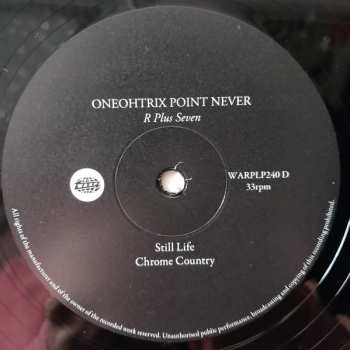 ONEOHTRIX POINT NEVER
R Plus Seven
WARPLP240 D
33rpm
Still Life
Chrome Country
All rights of the manufacturer and of the owner of the recorded work reserved. Unauthorised public performance, broadcasting and copying of this recording prohibited.